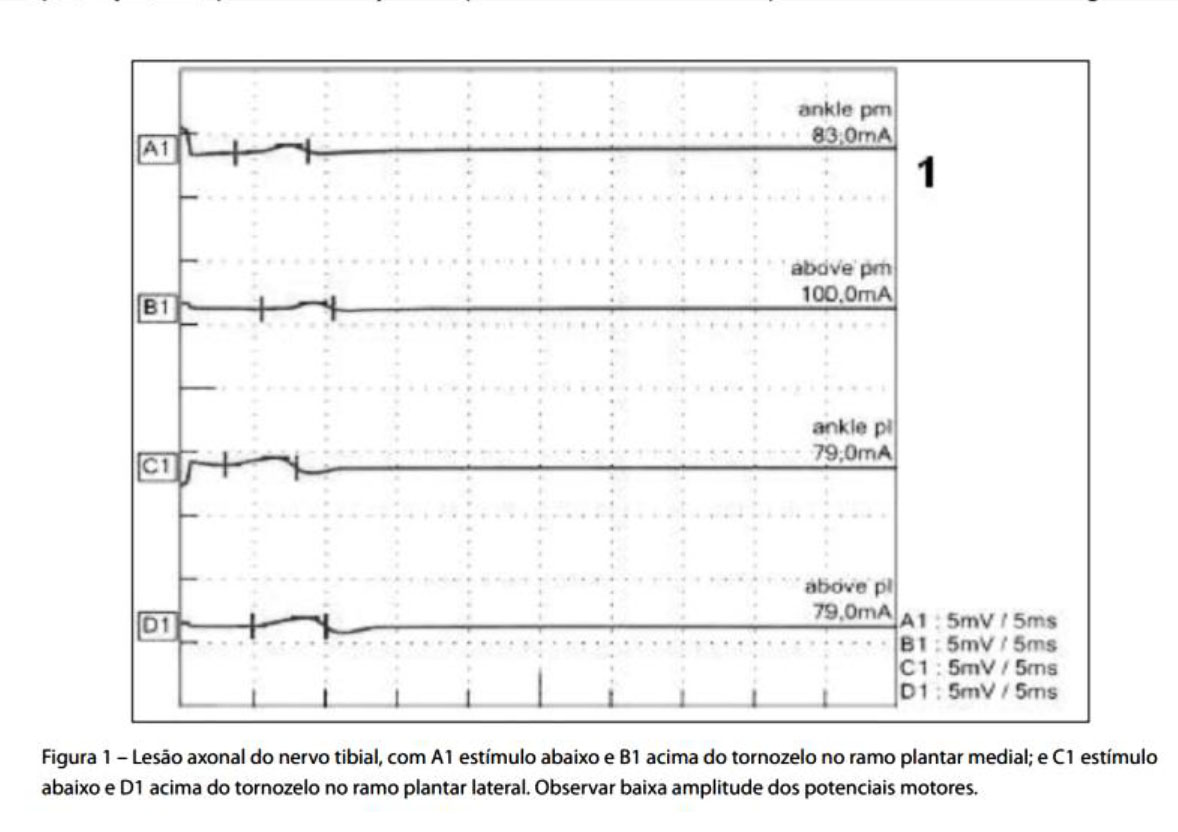 ankle pm
83,0mA
A1
1
above pm
100,0mA
B1
ankle pl
79,0mA
C1
above pl
79,0mA
D1
A1 : 5mV / 5ms
B1 : 5mV / 5ms
C1 : 5mV / 5ms
D1 : 5mV / 5ms
Figura 1 – Lesão axonal do nervo tibial, com A1 estímulo abaixo e B1 acima do tornozelo no ramo plantar medial; e C1 estímulo
abaixo e D1 acima do tornozelo no ramo plantar lateral. Observar baixa amplitude dos potenciais motores.